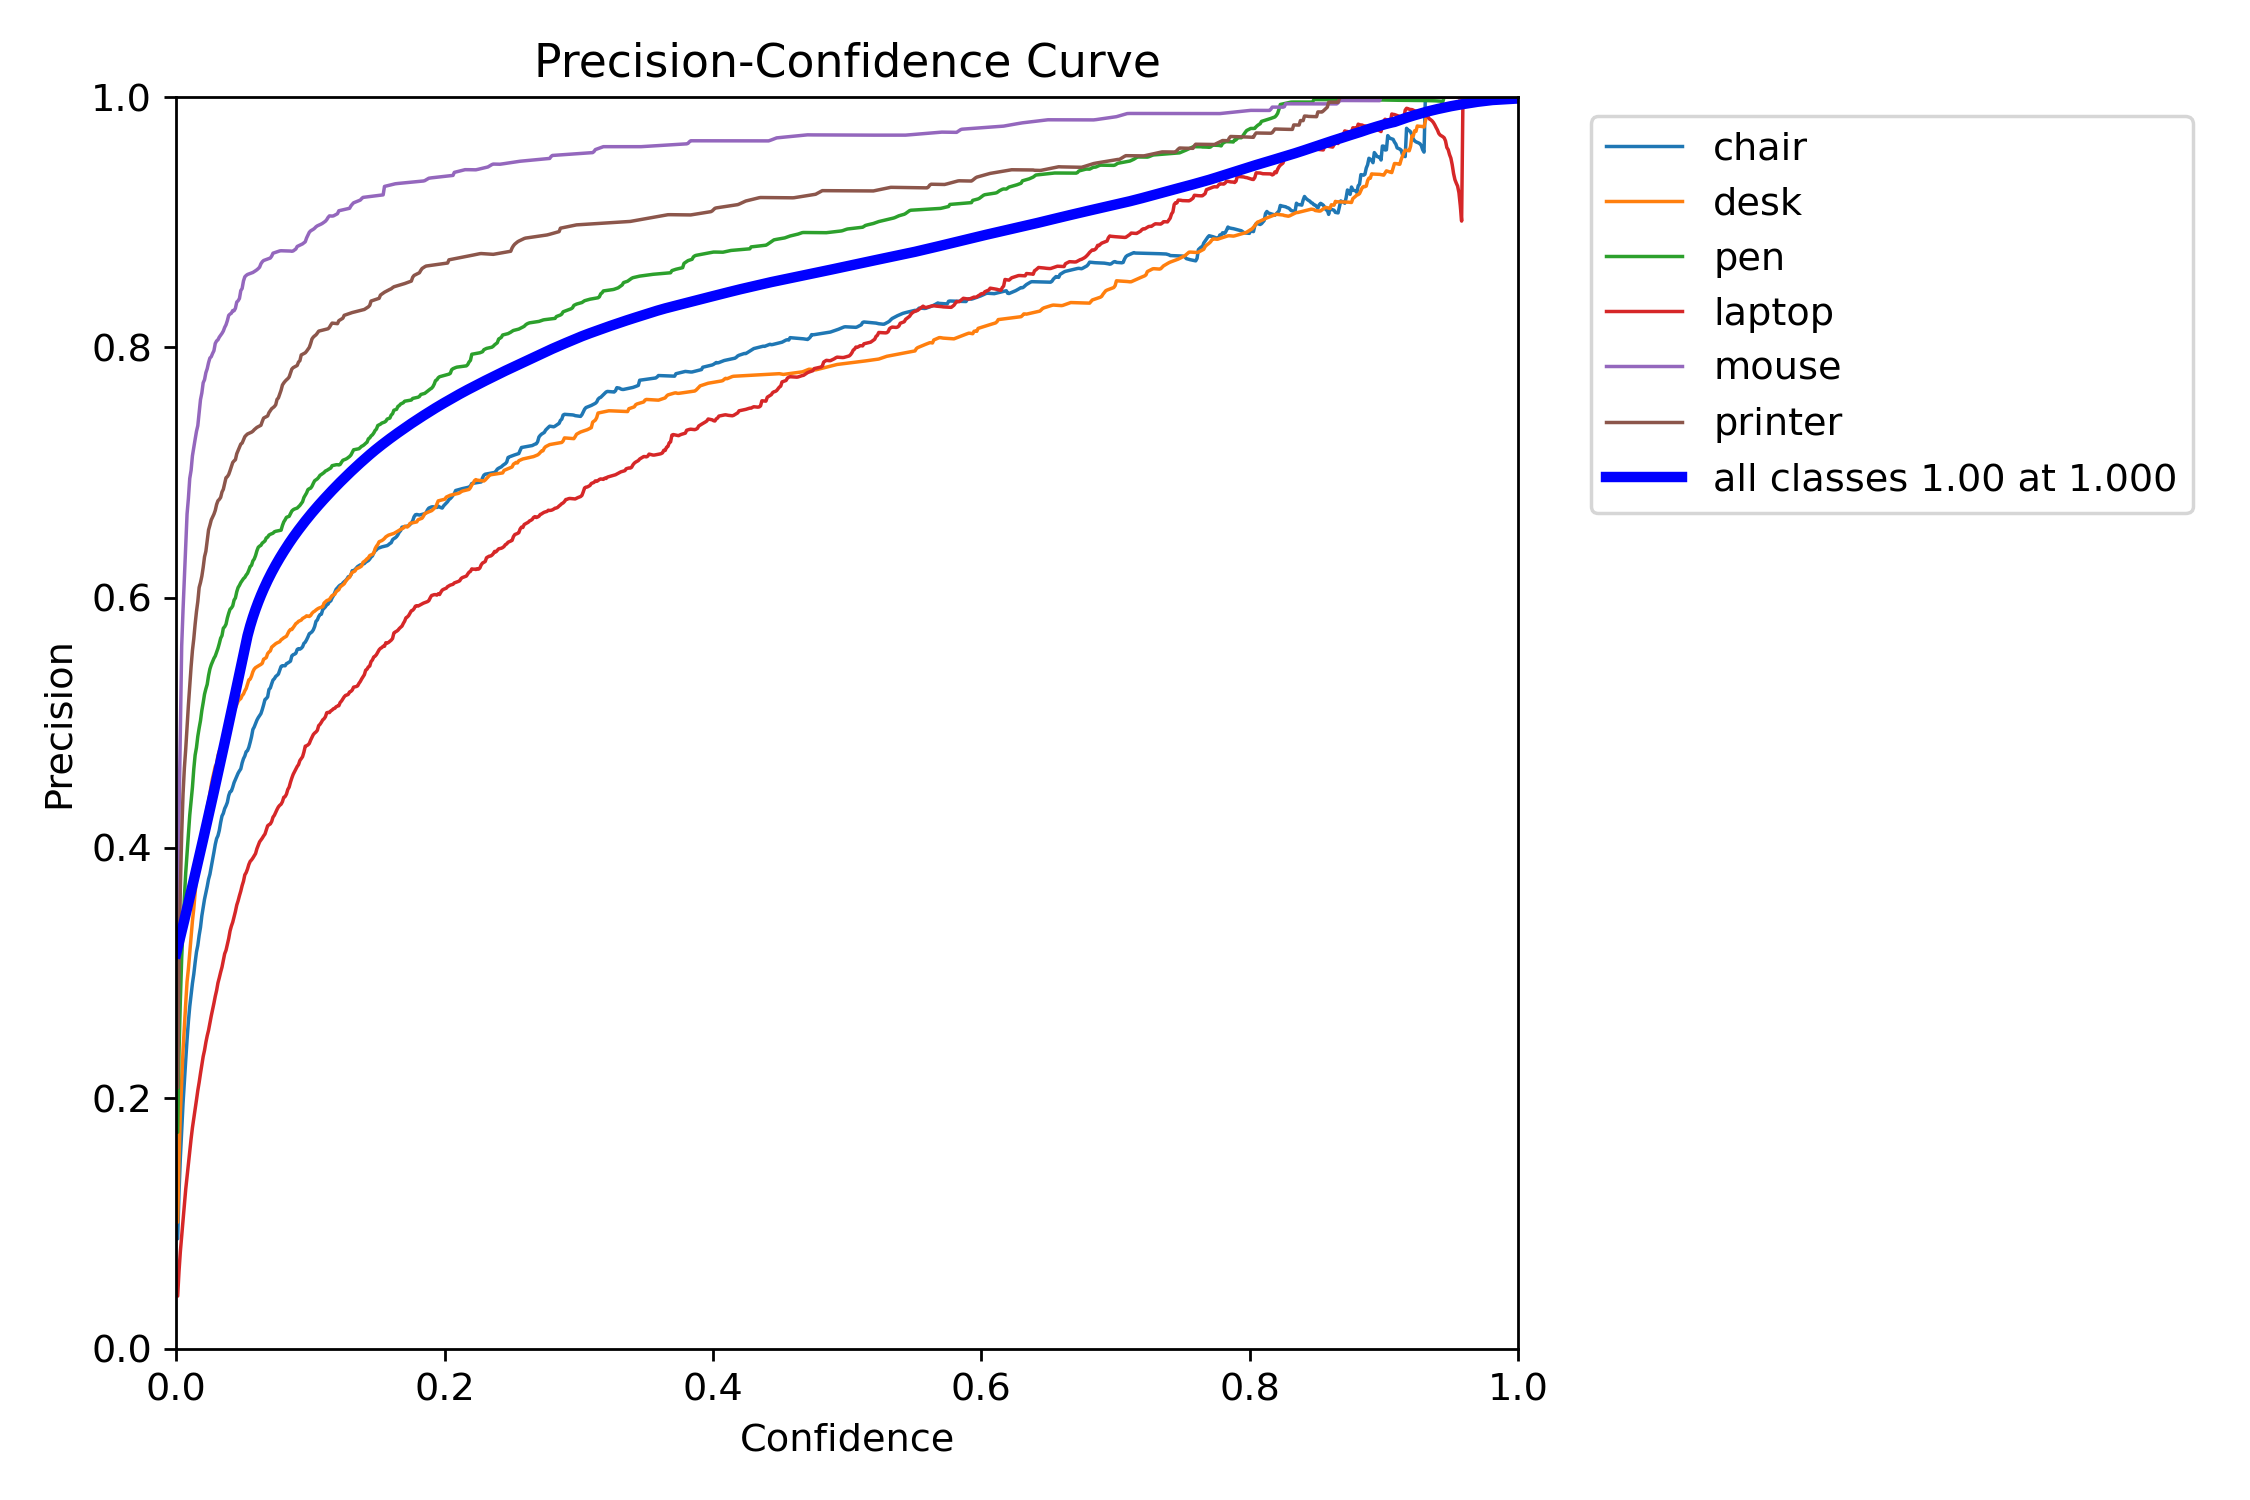 Precision-Confidence Curve
1.0
0.8
0.6
0.4
0.2
0.0
Precision
0.0 0.2 0.4 0.6 0.8 1.0
Confidence
chair
desk
pen
laptop
mouse
printer
all classes 1.00 at 1.000